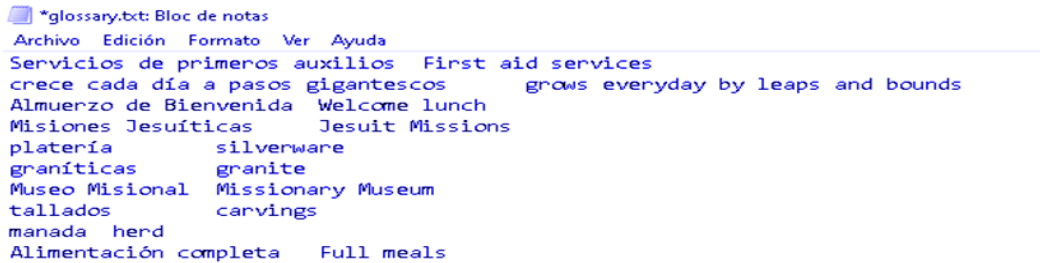 *glossary.txt: Bloc de notas
Archivo Edición Formato Ver Ayuda
Servicios de primeros auxilios First aid services
crece cada día a pasos gigantescos grows everyday by leaps and bounds
Almuerzo de Bienvenida Welcome lunch
Misiones Jesuíticas Jesuit Missions
platería silverware
graníticas granite
Museo Misional Missionary Museum
tallados carvings
manada herd
Alimentación completa Full meals